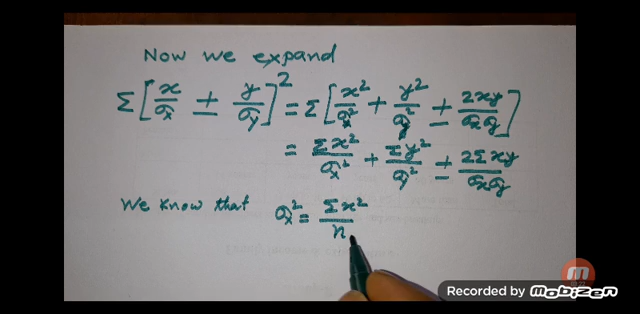 Now we expand
Σ[x/σx ± y/σy]² = Σ[x²/σx² + y²/σy² ± 2xy/σxσy]
= Σx²/σx² + Σy²/σy² ± 2Σxy/σxσy
We know that σx² = Σx²/n
Recorded by mobizen